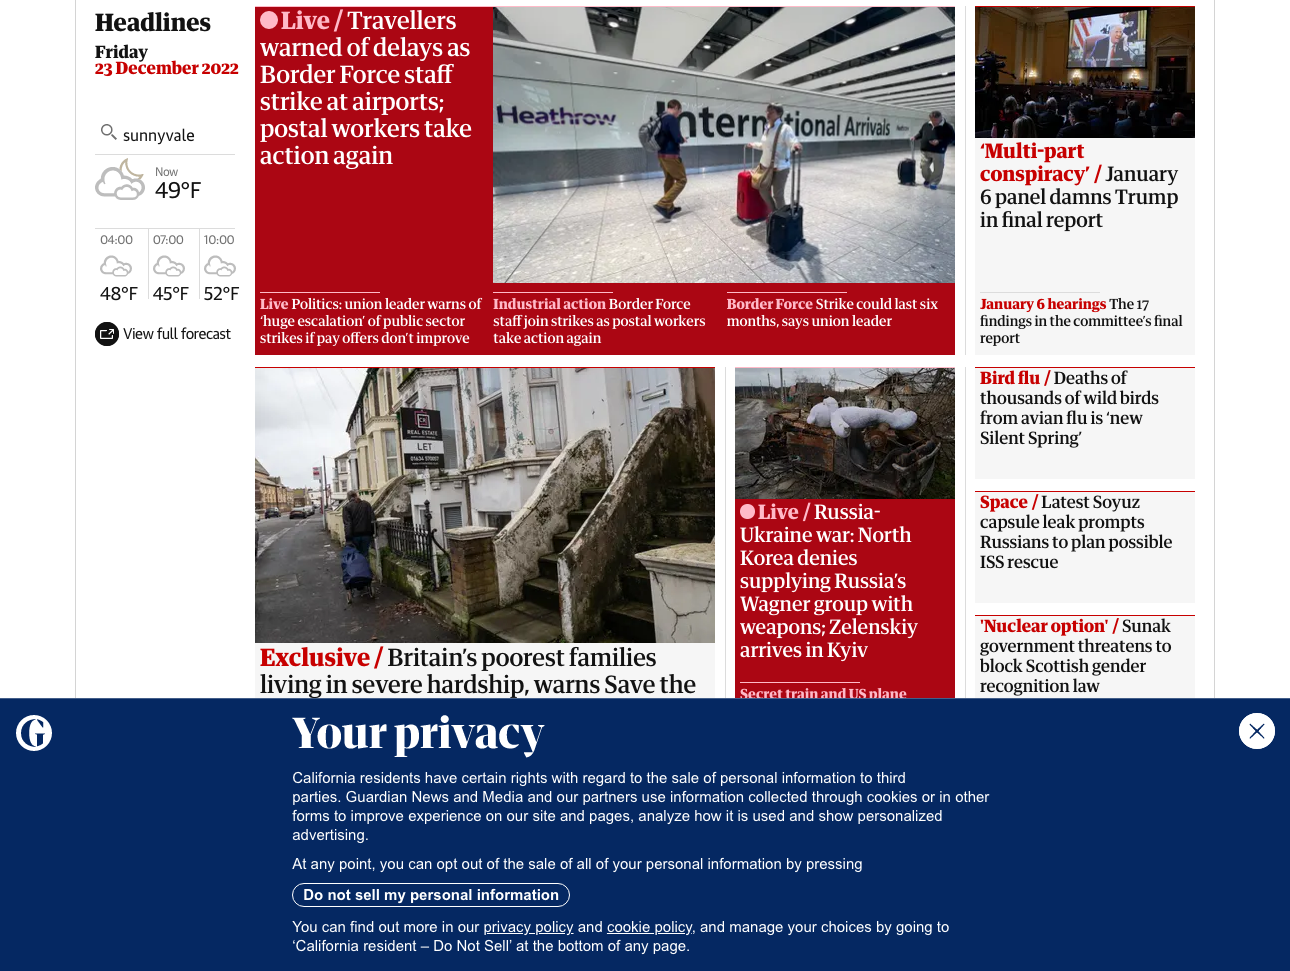 Headlines
Friday
23 December 2022
sunnyvale
Now
49°F
04:00
07:00
10:00
48°F
45°F
52°F
View full forecast
Live / Travellers
warned of delays as
Border Force staff
strike at airports;
postal workers take
action again
Heathrow
International Arrivals
Live Politics: union leader warns of
‘huge escalation’ of public sector
strikes if pay offers don’t improve
Industrial action Border Force
staff join strikes as postal workers
take action again
Border Force Strike could last six
months, says union leader
‘Multi-part
conspiracy’ / January
6 panel damns Trump
in final report
January 6 hearings The 17
findings in the committee’s final
report
REAL ESTATE
LET
Exclusive / Britain’s poorest families
living in severe hardship, warns Save the
Live / Russia-
Ukraine war: North
Korea denies
supplying Russia’s
Wagner group with
weapons; Zelenskiy
arrives in Kyiv
Secret train and US plane
Bird flu / Deaths of
thousands of wild birds
from avian flu is ‘new
Silent Spring’
Space / Latest Soyuz
capsule leak prompts
Russians to plan possible
ISS rescue
'Nuclear option' / Sunak
government threatens to
block Scottish gender
recognition law
Your privacy
California residents have certain rights with regard to the sale of personal information to third
parties. Guardian News and Media and our partners use information collected through cookies or in other
forms to improve experience on our site and pages, analyze how it is used and show personalized
advertising.
At any point, you can opt out of the sale of all of your personal information by pressing
Do not sell my personal information
You can find out more in our privacy policy and cookie policy, and manage your choices by going to
‘California resident – Do Not Sell’ at the bottom of any page.